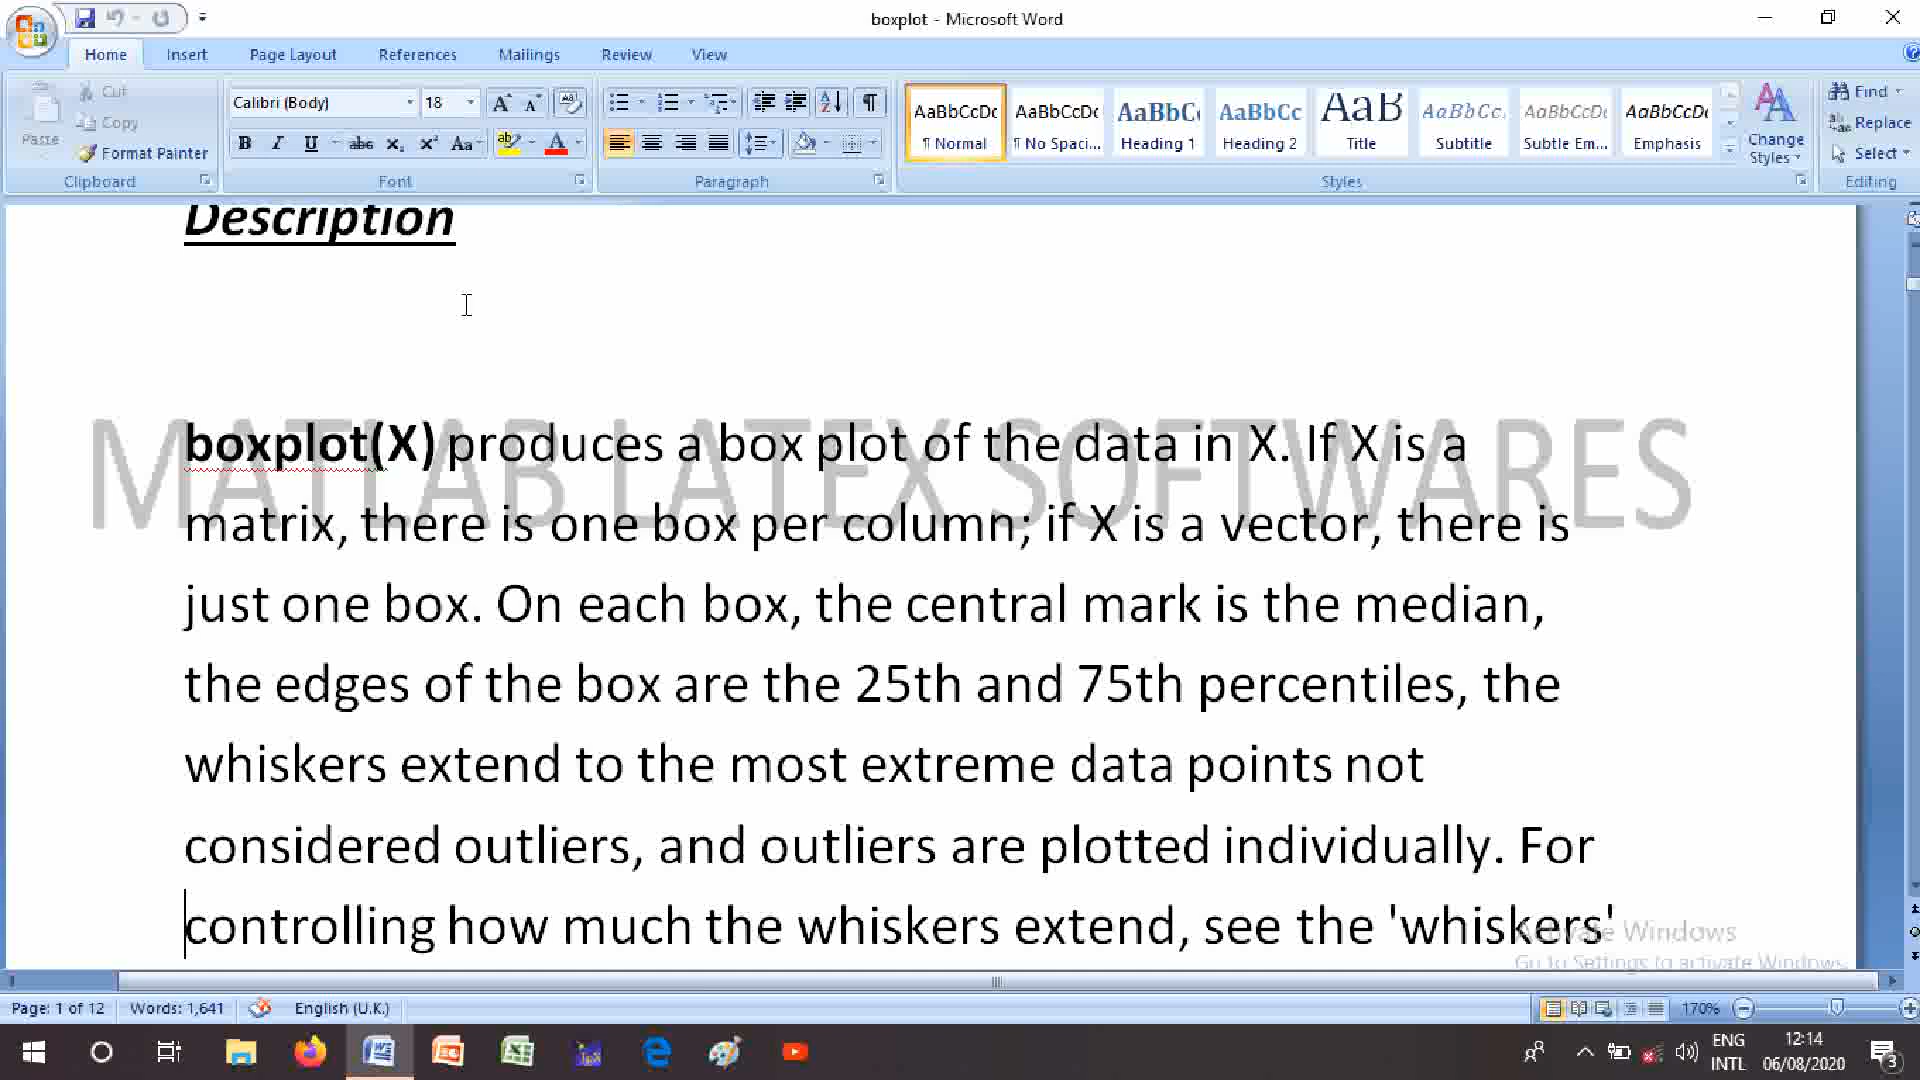 boxplot - Microsoft Word
Home Insert Page Layout References Mailings Review View
Paste
Cut
Copy
Format Painter
Clipboard
Calibri (Body) 18
Font
Paragraph
AaBbCcDc AaBbCcDc AaBbC AaBbCc AaB AaBbCc. AaBbCcDc AaBbCcDc
¶ Normal ¶ No Spaci... Heading 1 Heading 2 Title Subtitle Subtle Em... Emphasis
Change Styles
Styles
Find
Replace
Select
Editing
Description
MATLAB LATEX SOFTWARES
boxplot(X) produces a box plot of the data in X. If X is a
matrix, there is one box per column; if X is a vector, there is
just one box. On each box, the central mark is the median,
the edges of the box are the 25th and 75th percentiles, the
whiskers extend to the most extreme data points not
considered outliers, and outliers are plotted individually. For
controlling how much the whiskers extend, see the 'whiskers'
Activate Windows
Go to Settings to activate Windows.
Page: 1 of 12 Words: 1,641 English (U.K.) 170%
ENG 12:14
INTL 06/08/2020
3